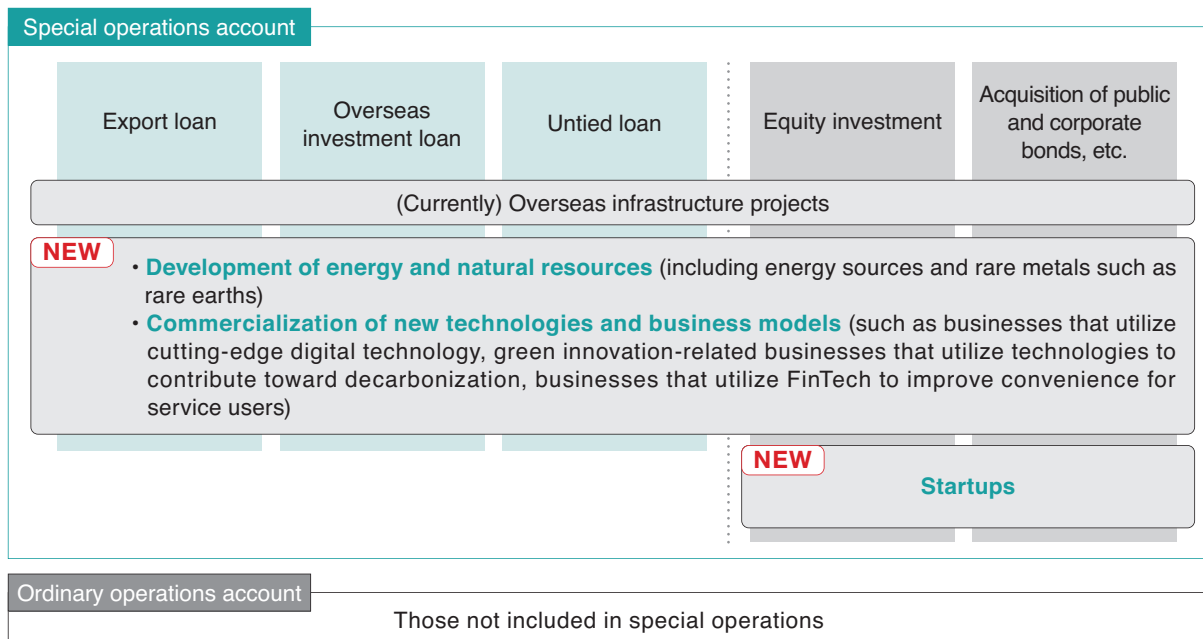 Special operations account
Export loan
Overseas
investment loan
Untied loan
Equity investment
Acquisition of public
and corporate
bonds, etc.
(Currently) Overseas infrastructure projects
NEW
・Development of energy and natural resources (including energy sources and rare metals such as
rare earths)
・Commercialization of new technologies and business models (such as businesses that utilize
cutting-edge digital technology, green innovation-related businesses that utilize technologies to
contribute toward decarbonization, businesses that utilize FinTech to improve convenience for
service users)
NEW
Startups
Ordinary operations account
Those not included in special operations